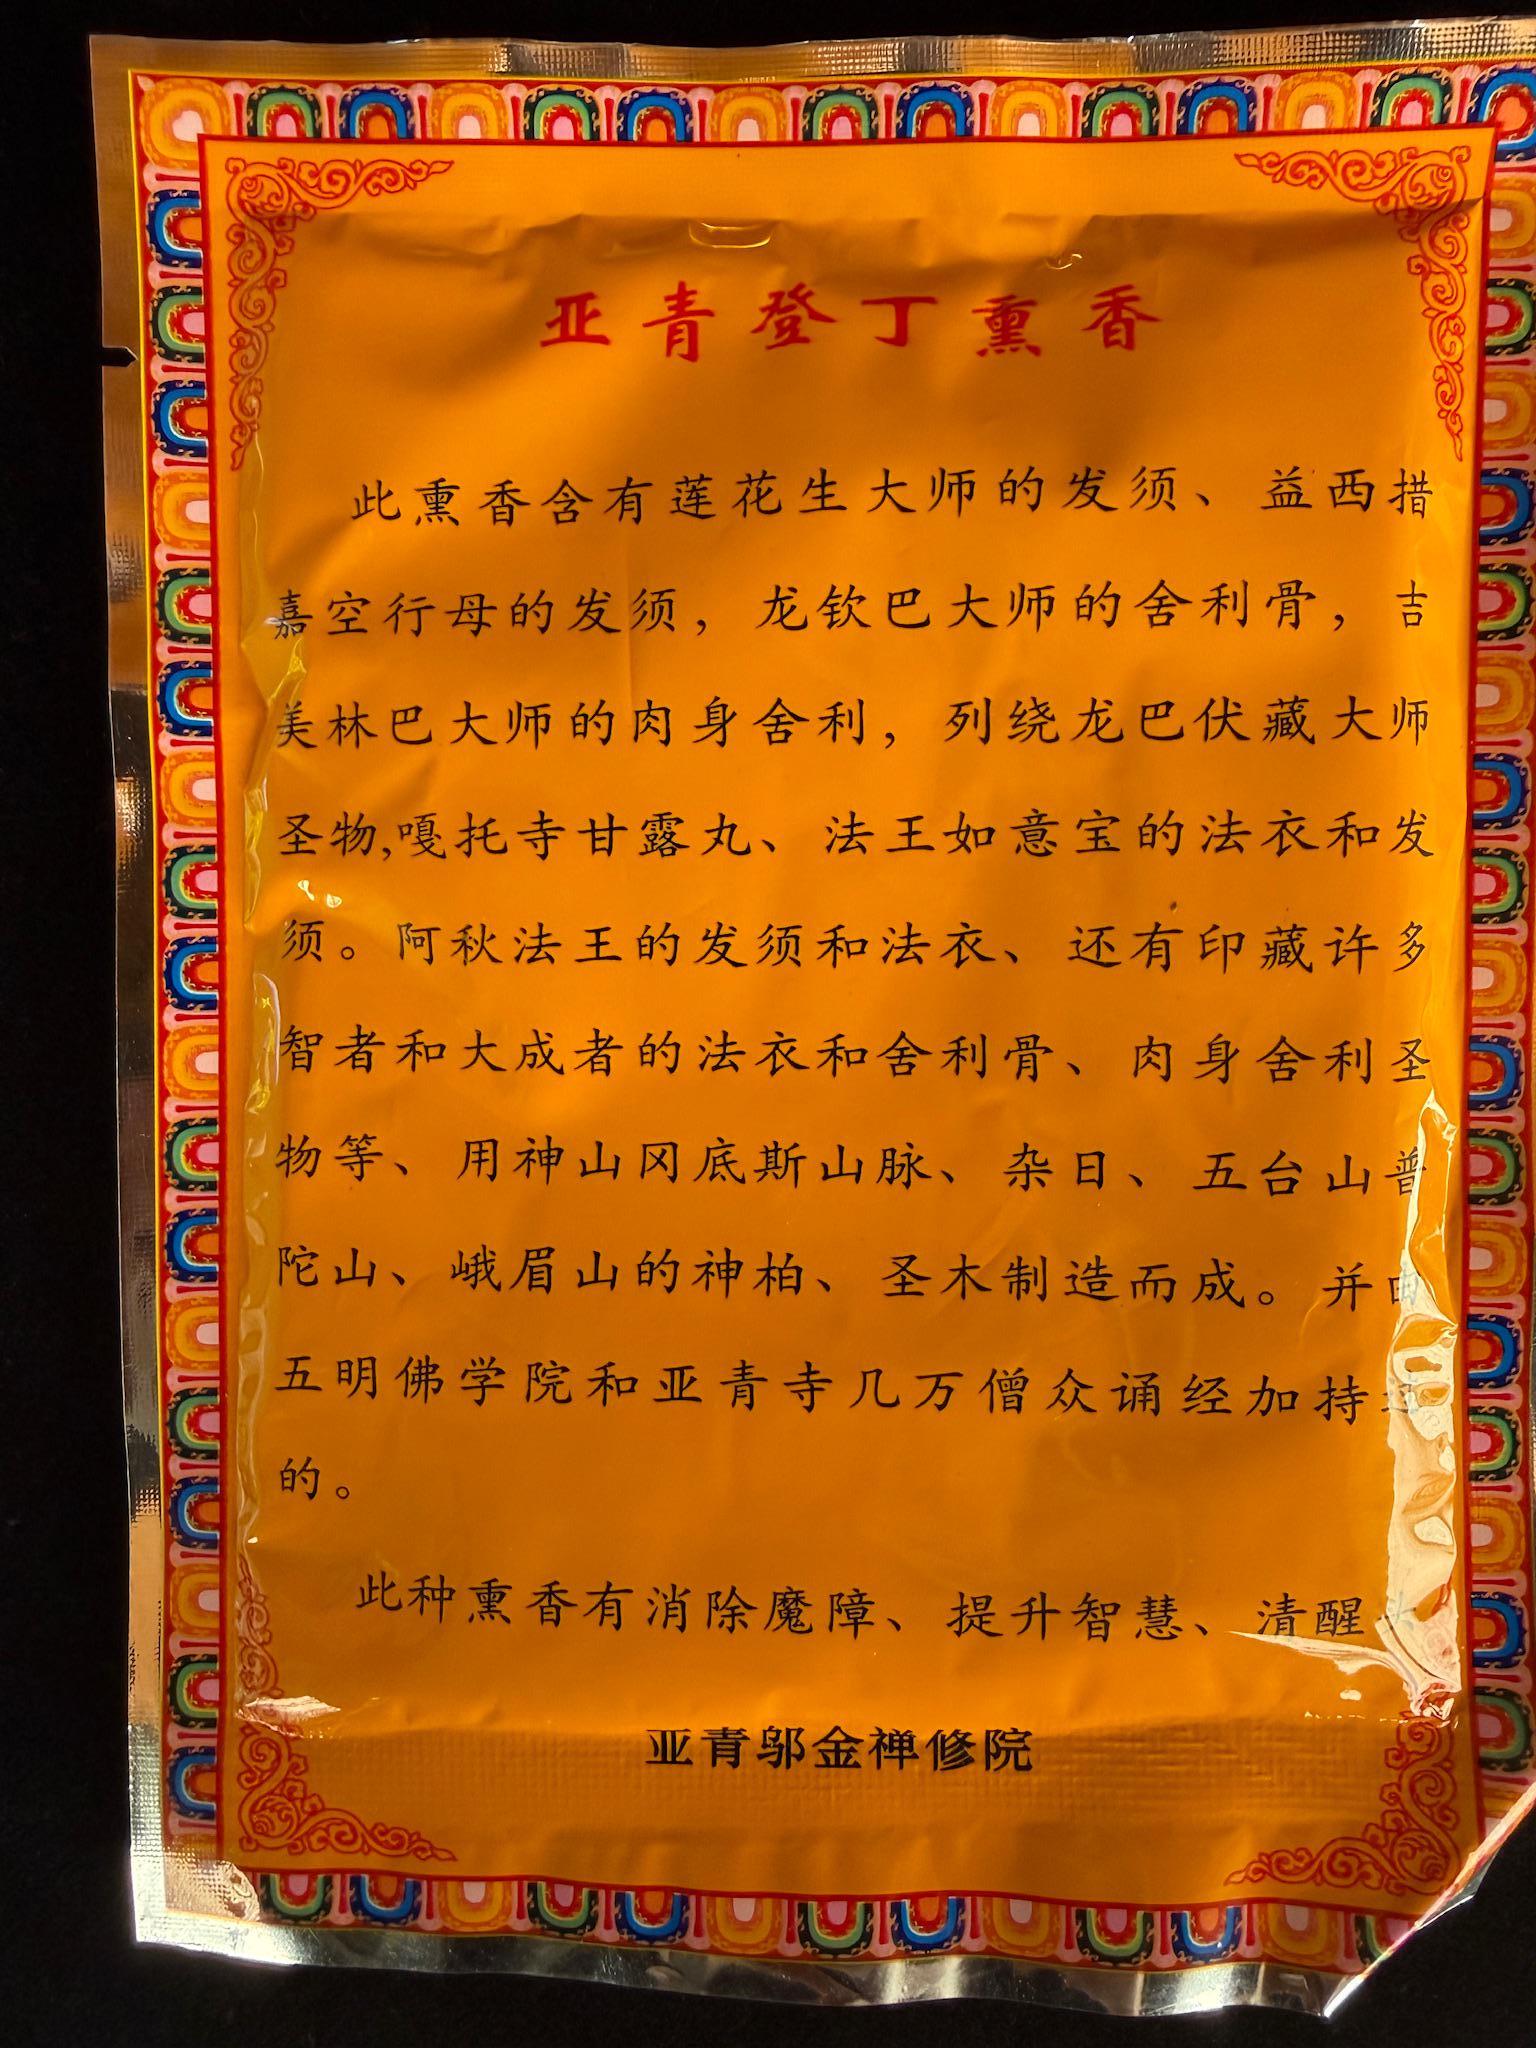 亚青登丁熏香
此熏香含有莲花生大师的发须、益西措
嘉空行母的发须，龙钦巴大师的舍利骨，吉
美林巴大师的肉身舍利，列绕龙巴伏藏大师
圣物,嘎托寺甘露丸、法王如意宝的法衣和发
须。阿秋法王的发须和法衣、还有印藏许多
智者和大成者的法衣和舍利骨、肉身舍利圣
物等、用神山冈底斯山脉、杂日、五台山普
陀山、峨眉山的神柏、圣木制造而成。并由
五明佛学院和亚青寺几万僧众诵经加持
的。
此种熏香有消除魔障、提升智慧、清醒
亚青邬金禅修院